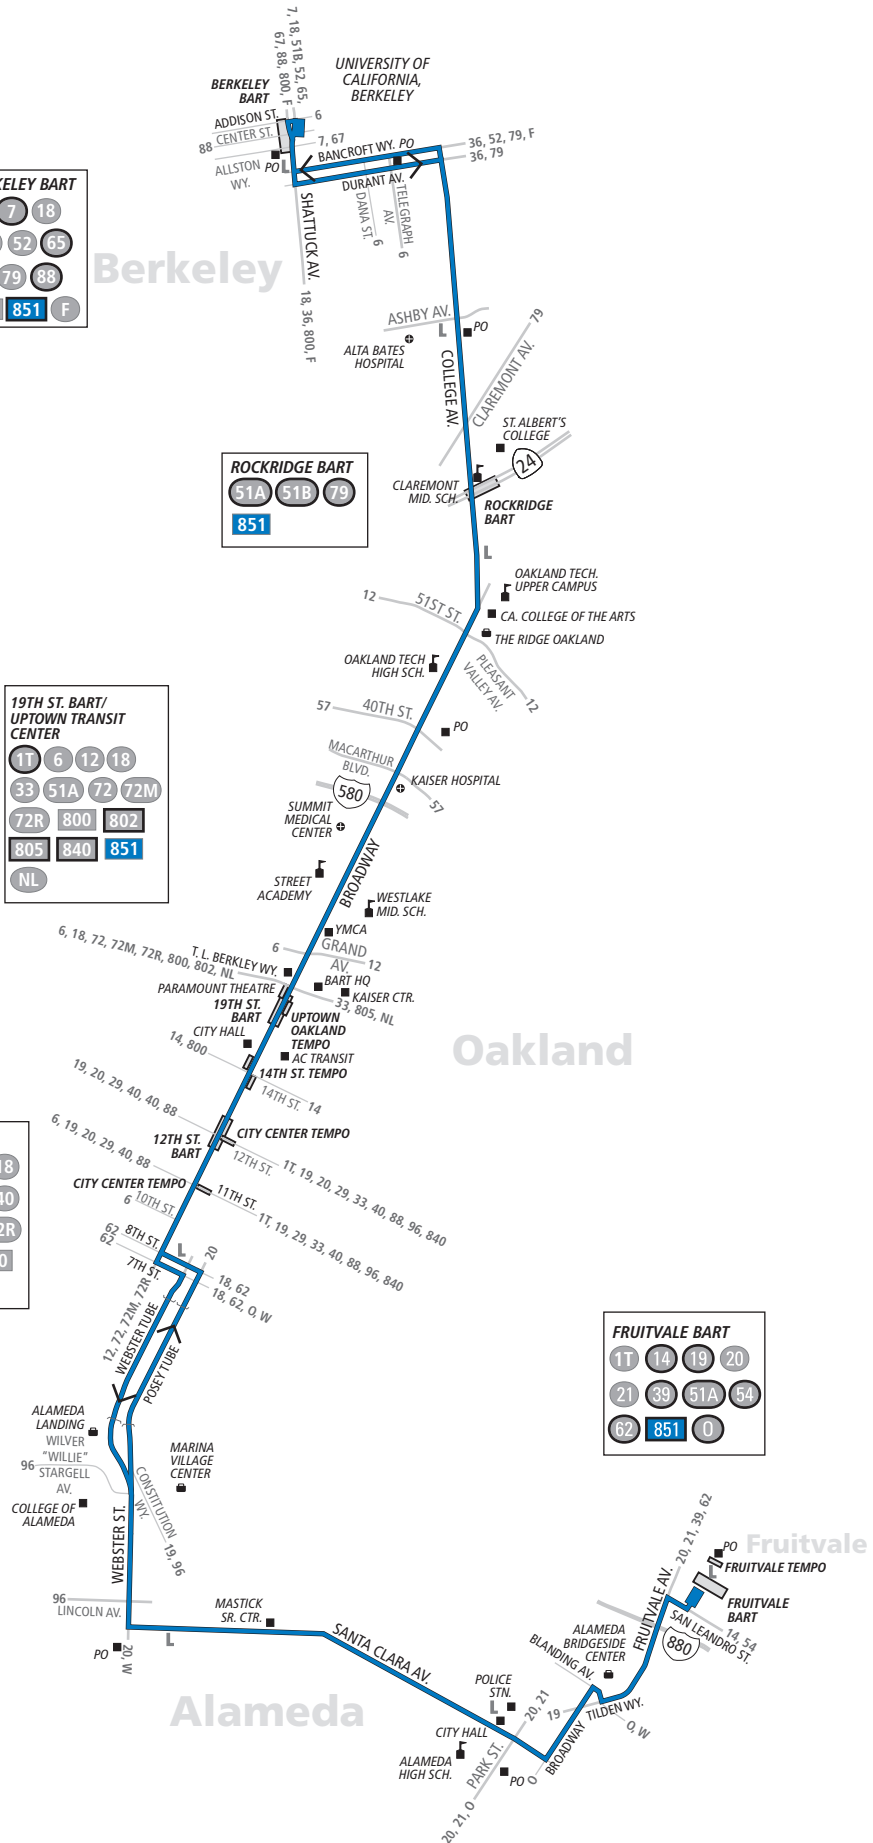 7, 18, 51B, 52, 65,
67, 88, 800, F
UNIVERSITY OF
CALIFORNIA,
BERKELEY
BERKELEY
BART
ADDISON ST.
6
CENTER ST.
88
7, 67
ALLSTON
WY.
PO
L
BANCROFT WY.
PO
36, 52, 79, F
36, 79
DURANT AV.
DANA ST.
6
TELEGRAPH
AV.
6
SHATTUCK AV.
18, 36, 800, F
KELEY BART
7 18
52 65
79 88
851 F
Berkeley
ASHBY AV.
L
PO
ALTA BATES
HOSPITAL
COLLEGE AV.
79
CLAREMONT AV.
ST. ALBERT'S
COLLEGE
24
CLAREMONT
MID. SCH.
ROCKRIDGE
BART
ROCKRIDGE BART
51A 51B 79
851
L
OAKLAND TECH.
UPPER CAMPUS
12
51ST ST.
CA. COLLEGE OF THE ARTS
THE RIDGE OAKLAND
OAKLAND TECH
HIGH SCH.
PLEASANT
VALLEY AV.
12
57
40TH ST.
PO
MACARTHUR
BLVD.
KAISER HOSPITAL
580
57
SUMMIT
MEDICAL
CENTER
19TH ST. BART/
UPTOWN TRANSIT
CENTER
1T 6 12 18
33 51A 72 72M
72R 800 802
805 840 851
NL
BROADWAY
STREET
ACADEMY
WESTLAKE
MID. SCH.
YMCA
6
GRAND
AV.
12
6, 18, 72, 72M, 72R, 800, 802, NL
T. L. BERKLEY WY.
PARAMOUNT THEATRE
BART HQ
KAISER CTR.
33, 805, NL
19TH ST.
BART
UPTOWN
OAKLAND
TEMPO
CITY HALL
AC TRANSIT
14, 800
14TH ST. TEMPO
14TH ST.
14
Oakland
19, 20, 29, 40, 40, 88
CITY CENTER TEMPO
12TH ST.
BART
12TH ST.
1T, 19, 20, 29, 33, 40, 88, 96, 840
6, 19, 20, 29, 40, 88
CITY CENTER TEMPO
11TH ST.
1T, 19, 29, 33, 40, 88, 96, 840
6
10TH ST.
62
8TH ST.
62
7TH ST.
L
20
18, 62
18, 62, O, W
12, 72, 72M, 72R
WEBSTER TUBE
POSEY TUBE
ALAMEDA
LANDING
WILVER
"WILLIE"
STARGELL
AV.
96
MARINA
VILLAGE
CENTER
COLLEGE OF
ALAMEDA
CONSTITUTION
WY.
19, 96
WEBSTER ST.
96
LINCOLN AV.
MASTICK
SR. CTR.
PO
20, W
L
SANTA CLARA AV.
Alameda
FRUITVALE BART
1T 14 19 20
21 39 51A 54
62 851 O
20, 21, 39, 62
PO
Fruitvale
FRUITVALE TEMPO
L
FRUITVALE
BART
FRUITVALE AV.
SAN LEANDRO ST.
14, 54
880
ALAMEDA
BRIDGESIDE
CENTER
BLANDING AV.
TILDEN WY.
19
O, W
BROADWAY
O
POLICE
STN.
L
20, 21
CITY HALL
ALAMEDA
HIGH SCH.
PARK ST.
PO
20, 21, O